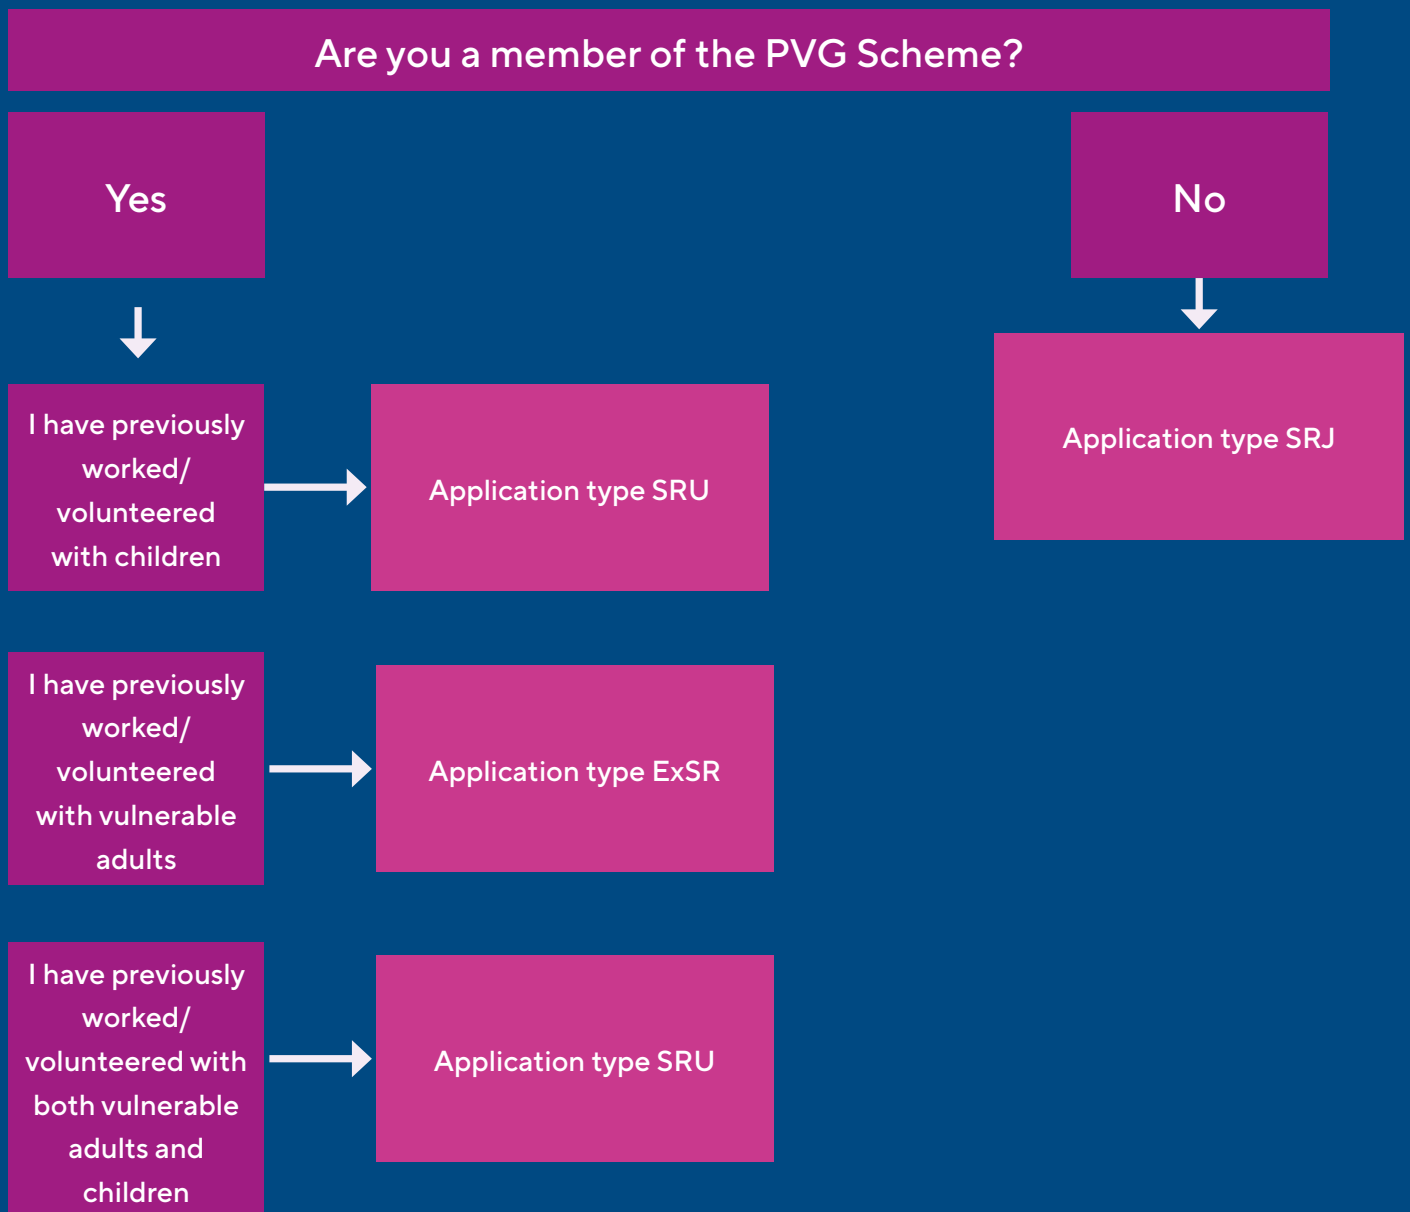 Are you a member of the PVG Scheme?
Yes
No
I have previously
worked/
volunteered
with children
Application type SRU
Application type SRJ
I have previously
worked/
volunteered
with vulnerable
adults
Application type ExSR
I have previously
worked/
volunteered with
both vulnerable
adults and
children
Application type SRU